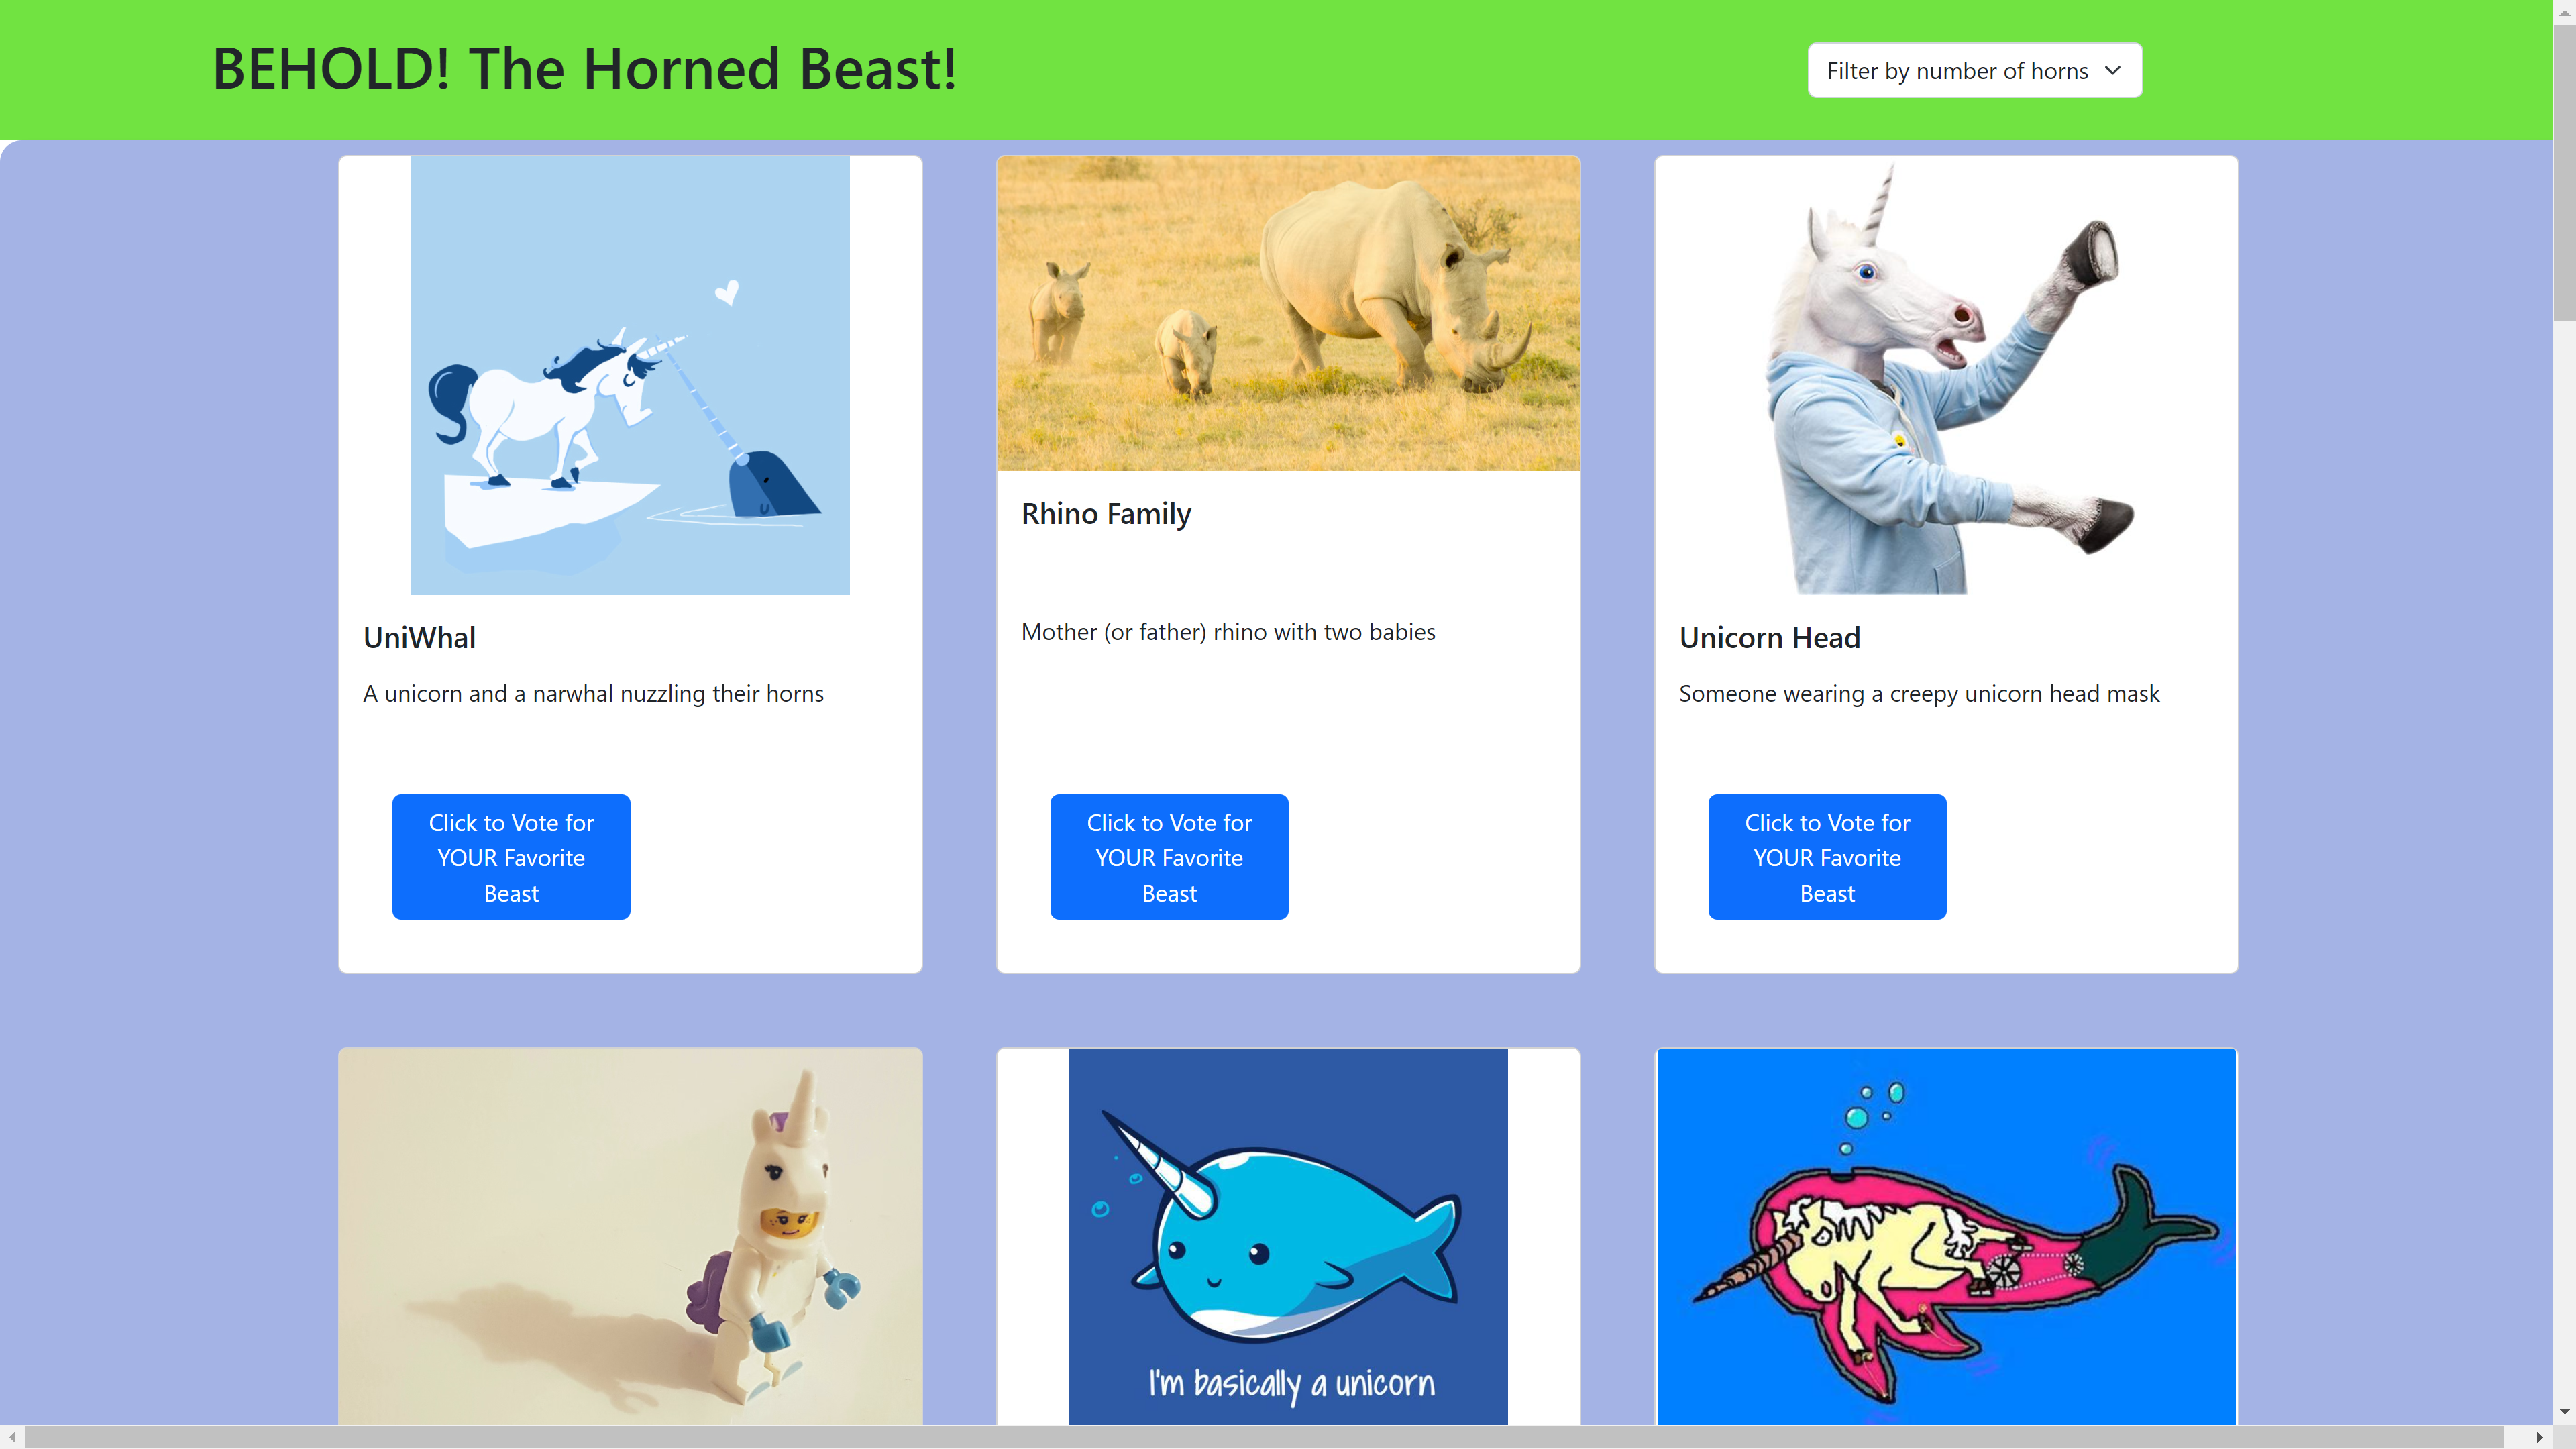 BEHOLD! The Horned Beast!
Filter by number of horns
UniWhal
A unicorn and a narwhal nuzzling their horns
Click to Vote for
YOUR Favorite
Beast
Rhino Family
Mother (or father) rhino with two babies
Click to Vote for
YOUR Favorite
Beast
Unicorn Head
Someone wearing a creepy unicorn head mask
Click to Vote for
YOUR Favorite
Beast
I'm basically a unicorn